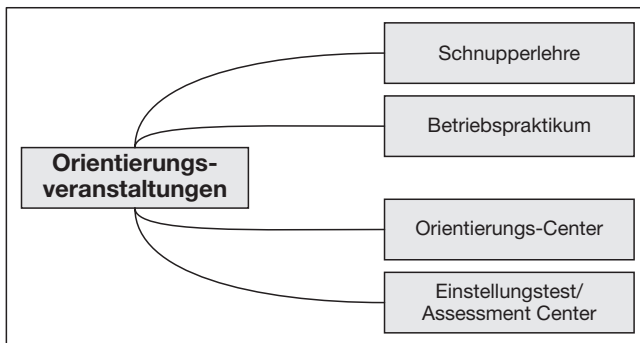 Schnupperlehre
Betriebspraktikum
Orientierungs-
veranstaltungen
Orientierungs-Center
Einstellungstest/
Assessment Center